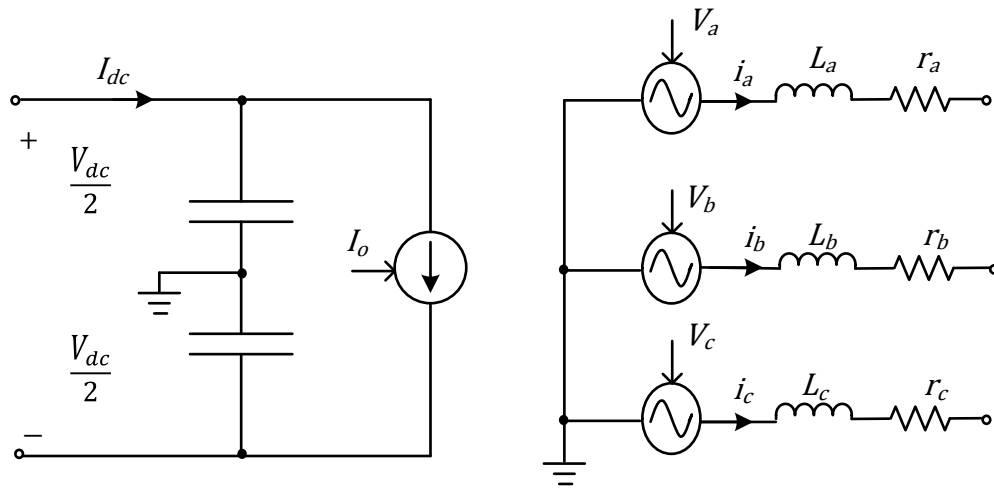 I_dc
+
V_dc/2
I_o
V_dc/2
−
V_a
i_a L_a r_a
V_b
i_b L_b r_b
V_c
i_c L_c r_c